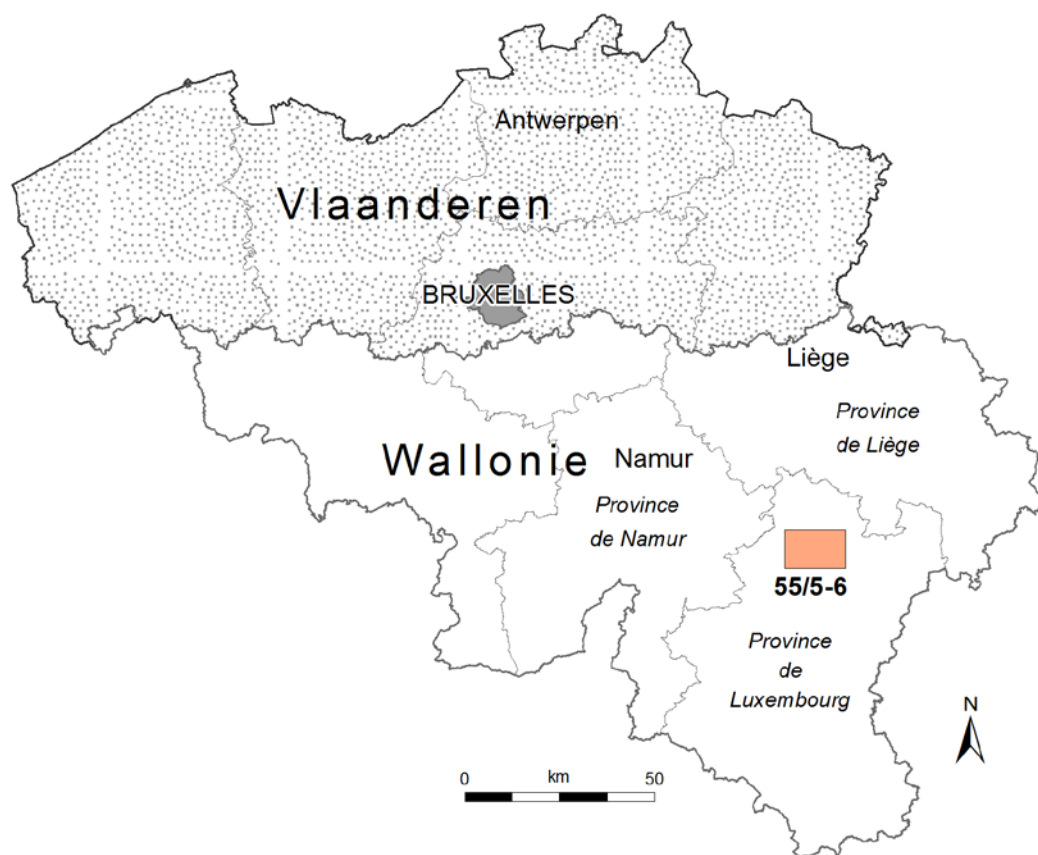 Antwerpen
Vlaanderen
BRUXELLES
Liège
Province
de Liège
Wallonie
Namur
Province
de Namur
55/5-6
Province
de
Luxembourg
N
0 km 50